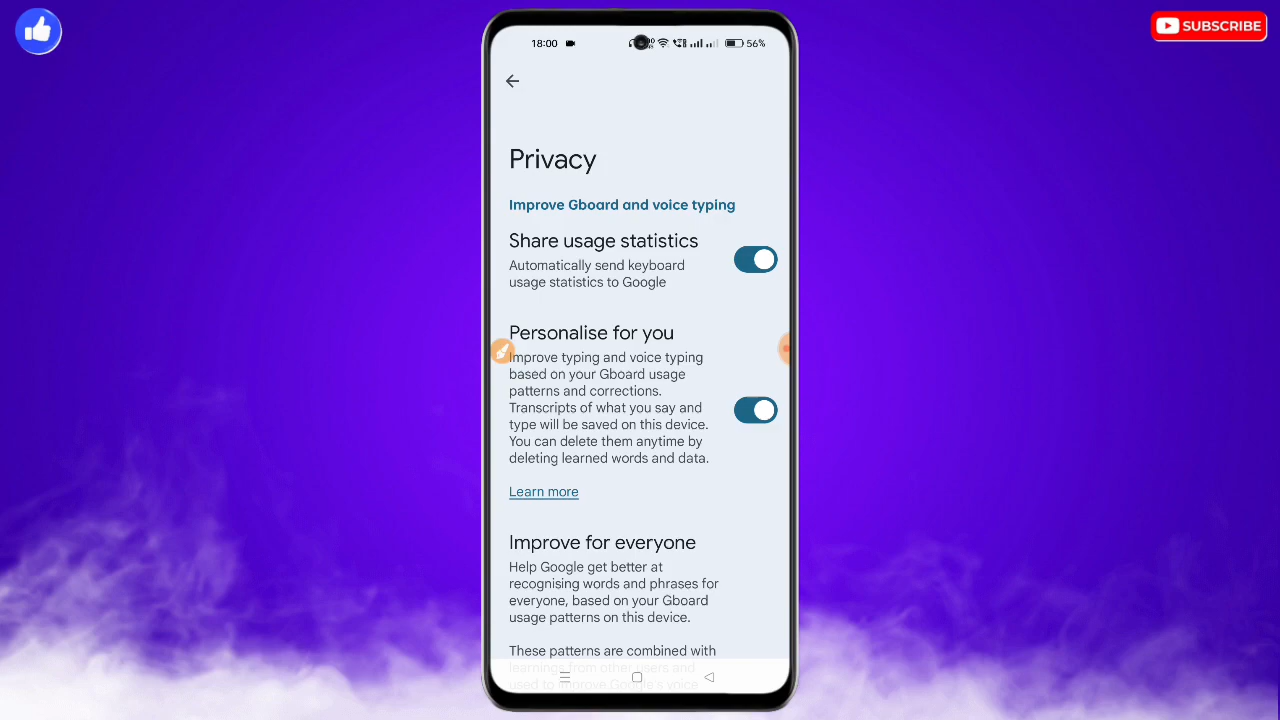 SUBSCRIBE
18:00
56%
Privacy
Improve Gboard and voice typing
Share usage statistics
Automatically send keyboard
usage statistics to Google
Personalise for you
Improve typing and voice typing
based on your Gboard usage
patterns and corrections.
Transcripts of what you say and
type will be saved on this device.
You can delete them anytime by
deleting learned words and data.
Learn more
Improve for everyone
Help Google get better at
recognising words and phrases for
everyone, based on your Gboard
usage patterns on this device.
These patterns are combined with
learnings from other users and
used to improve Google's voice